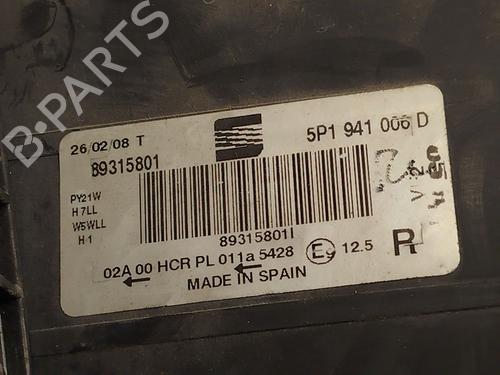 B-PARTS
26/02/08 T
5P1 941 006 D
89315801
PY21W
H7LL
W5WLL
H1
89315801I
02A 00 HCR PL 011a 5428 E9 12.5 R
MADE IN SPAIN